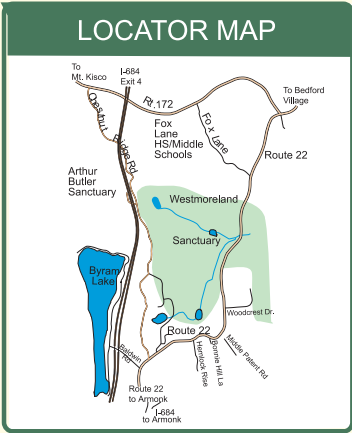 LOCATOR MAP
To
Mt. Kisco
I-684
Exit 4
To Bedford
Village
Rt.172
Chestnut
Ridge Rd
Fox
Lane
HS/Middle
Schools
Fox Lane
Route 22
Arthur
Butler
Sanctuary
Westmoreland
Sanctuary
Byram
Lake
Woodcrest Dr.
Route 22
Baldwin
Rd
Hemlock Rise
Bonnie Hill La
Middle Patent Rd
Route 22
to Armonk
I-684
to Armonk